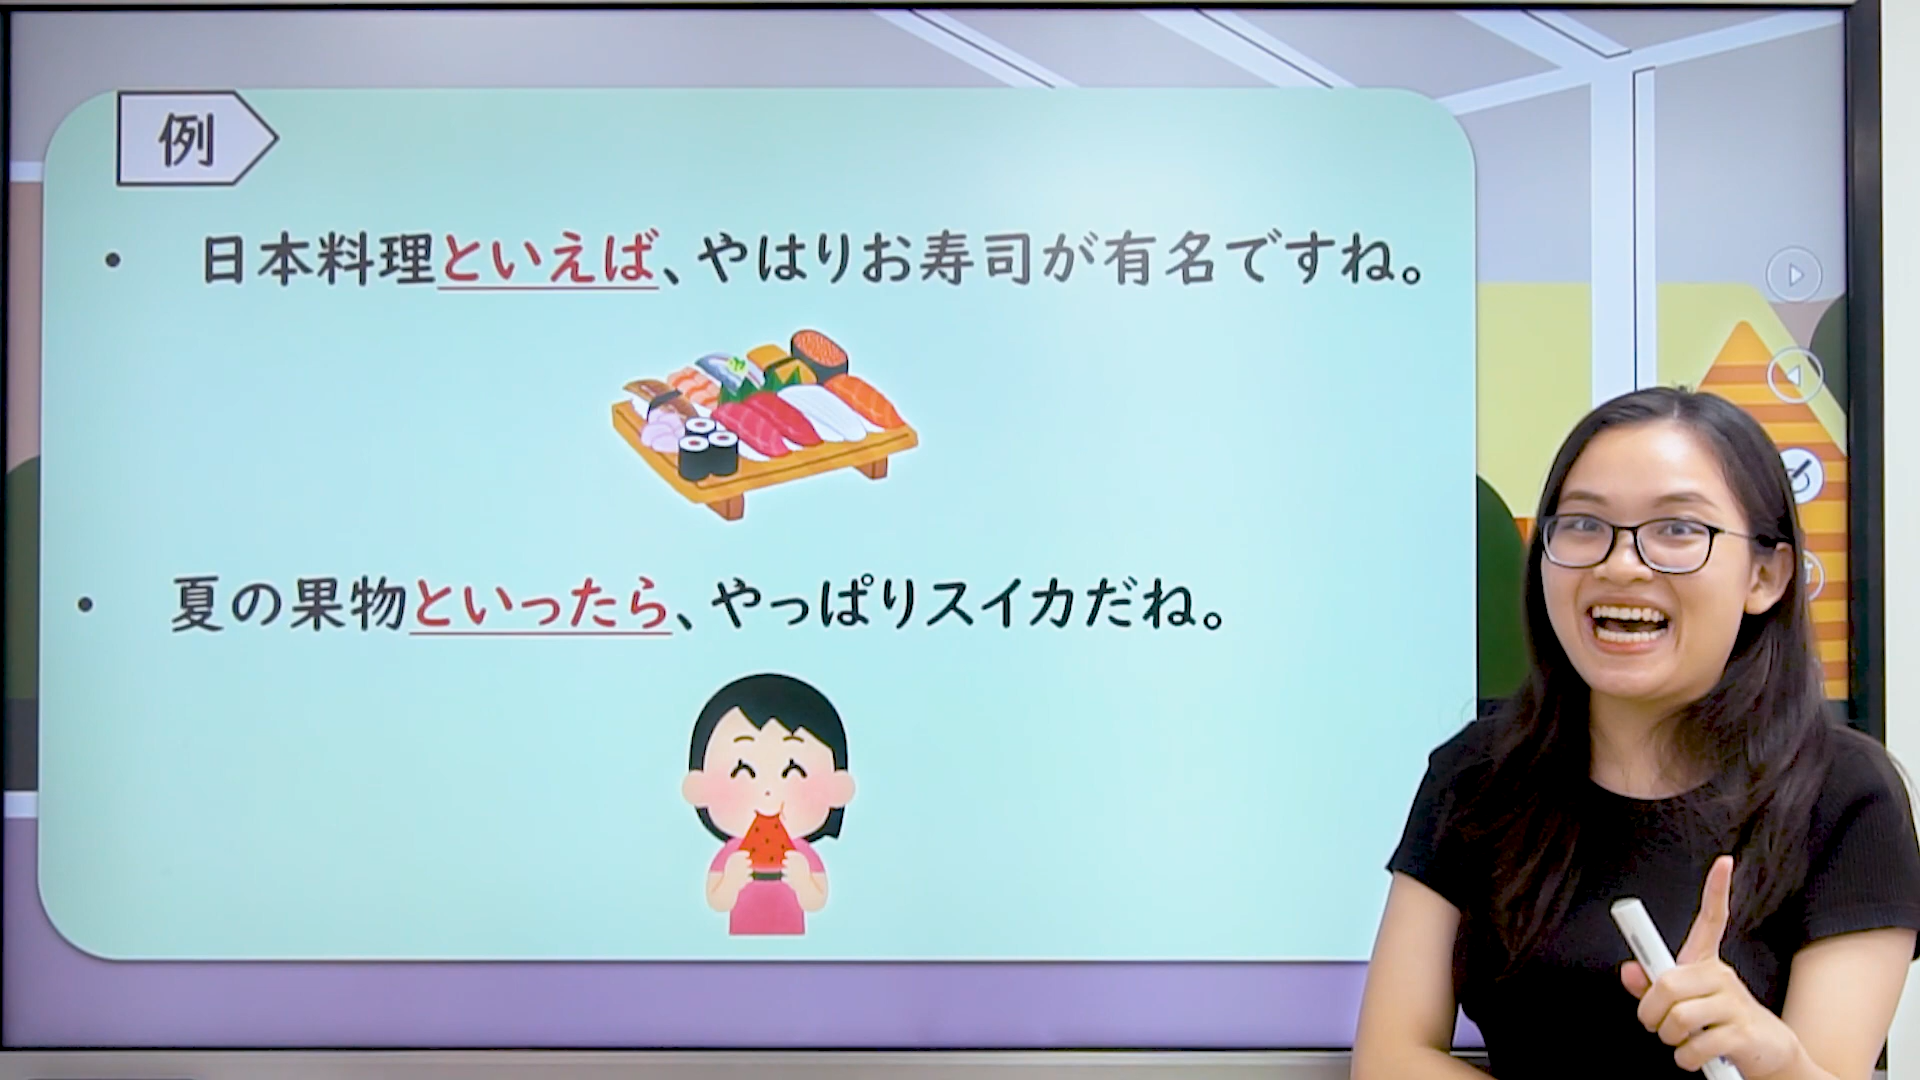 例
• 日本料理といえば、やはりお寿司が有名ですね。
• 夏の果物といったら、やっぱりスイカだね。